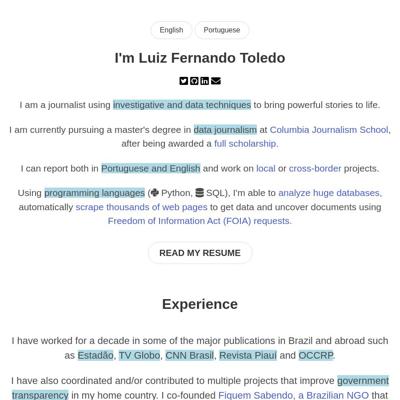 English Portuguese
I'm Luiz Fernando Toledo
I am a journalist using investigative and data techniques to bring powerful stories to life.
I am currently pursuing a master's degree in data journalism at Columbia Journalism School,
after being awarded a full scholarship.
I can report both in Portuguese and English and work on local or cross-border projects.
Using programming languages ( Python, SQL), I'm able to analyze huge databases,
automatically scrape thousands of web pages to get data and uncover documents using
Freedom of Information Act (FOIA) requests.
READ MY RESUME
Experience
I have worked for a decade in some of the major publications in Brazil and abroad such
as Estadão, TV Globo, CNN Brasil, Revista Piauí and OCCRP.
I have also coordinated and/or contributed to multiple projects that improve government
transparency in my home country. I co-founded Fiquem Sabendo, a Brazilian NGO that